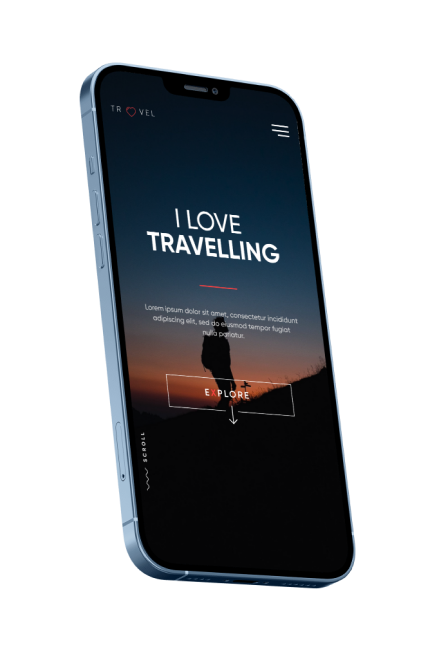 TR VEL
I LOVE
TRAVELLING
Lorem ipsum dolor sit amet, consectetur incididunt
adipiscing elit, sed do eiusmod tempor fugiat
nulla pariatur.
EXPLORE
SCROLL